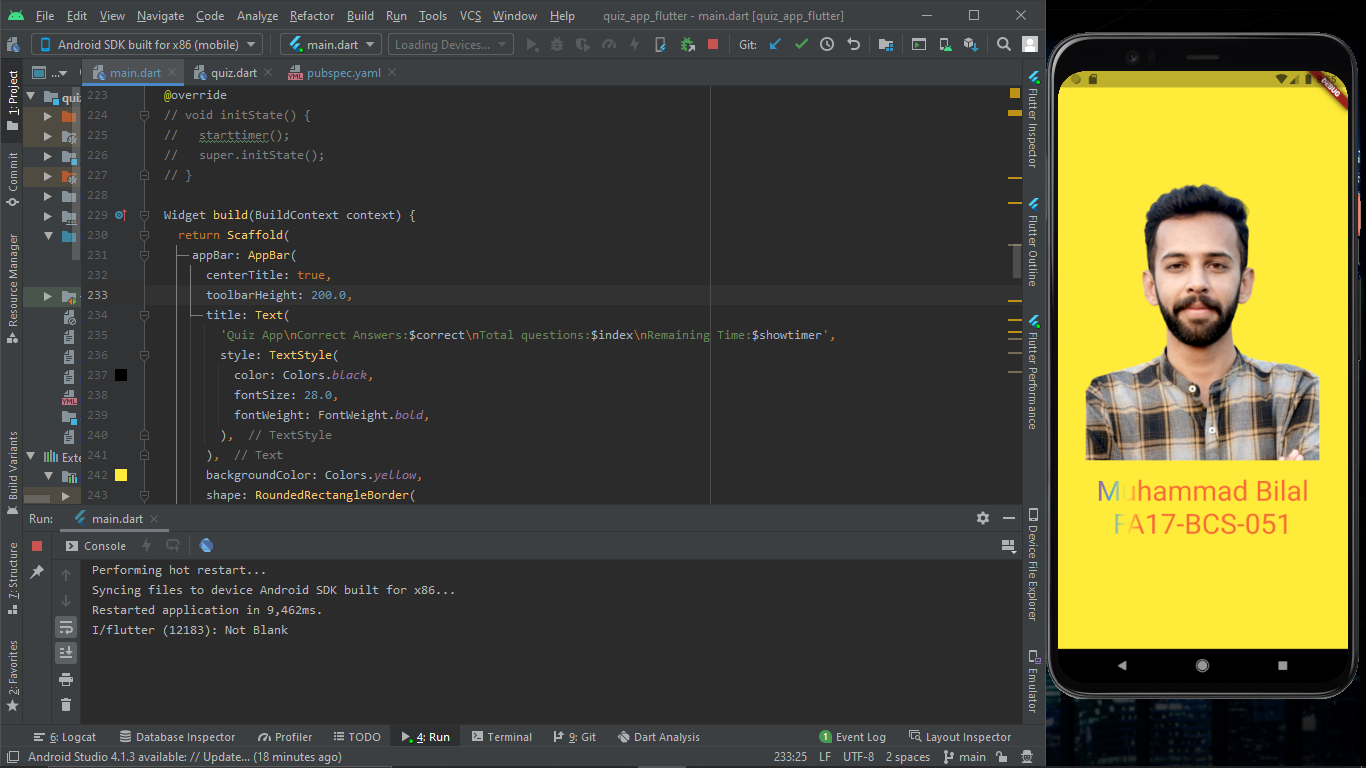 File Edit View Navigate Code Analyze Refactor Build Run Tools VCS Window Help quiz_app_flutter - main.dart [quiz_app_flutter]
Android SDK built for x86 (mobile) main.dart Loading Devices... Git:
1: Project
Commit
Resource Manager
Build Variants
7: Structure
2: Favorites
...
main.dart quiz.dart pubspec.yaml
quiz
Exte
223 @override
224 // void initState() {
225 //   starttimer();
226 //   super.initState();
227 // }
228
229 Widget build(BuildContext context) {
230 return Scaffold(
231 appBar: AppBar(
232 centerTitle: true,
233 toolbarHeight: 200.0,
234 title: Text(
235 'Quiz App\nCorrect Answers:$correct\nTotal questions:$index\nRemaining Time:$showtimer',
236 style: TextStyle(
237 color: Colors.black,
238 fontSize: 28.0,
239 fontWeight: FontWeight.bold,
240 ), // TextStyle
241 ), // Text
242 backgroundColor: Colors.yellow,
243 shape: RoundedRectangleBorder(
Flutter Inspector
Flutter Outline
Flutter Performance
Device File Explorer
Emulator
Run: main.dart
Console
Performing hot restart...
Syncing files to device Android SDK built for x86...
Restarted application in 9,462ms.
I/flutter (12183): Not Blank
6: Logcat Database Inspector Profiler TODO 4: Run Terminal 9: Git Dart Analysis 1 Event Log Layout Inspector
Android Studio 4.1.3 available: // Update... (18 minutes ago) 233:25 LF UTF-8 2 spaces main
DEBUG
Muhammad Bilal
FA17-BCS-051